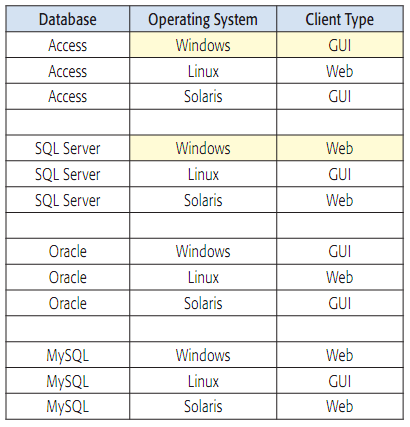 Database Operating System Client Type
Access Windows GUI
Access Linux Web
Access Solaris GUI
SQL Server Windows Web
SQL Server Linux GUI
SQL Server Solaris Web
Oracle Windows GUI
Oracle Linux Web
Oracle Solaris GUI
MySQL Windows Web
MySQL Linux GUI
MySQL Solaris Web